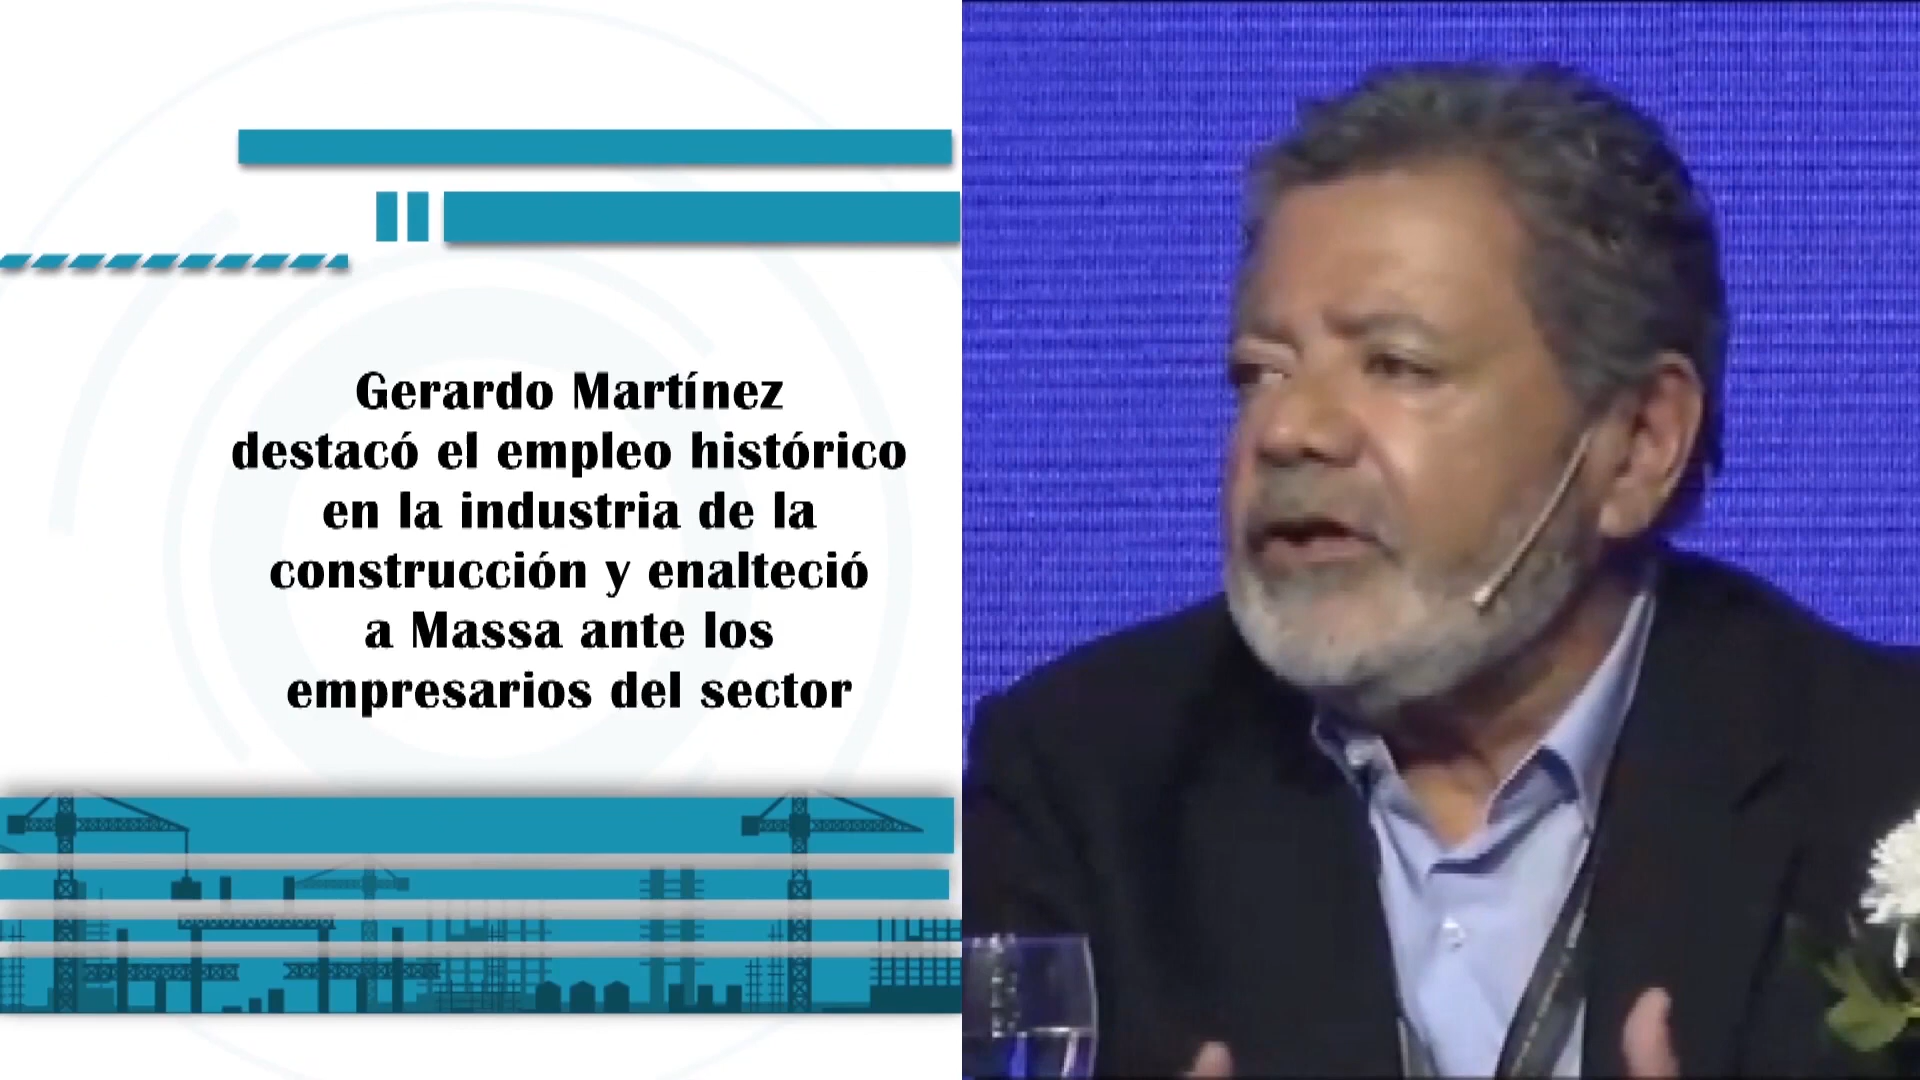 Gerardo Martínez
destacó el empleo histórico
en la industria de la
construcción y enalteció
a Massa ante los
empresarios del sector